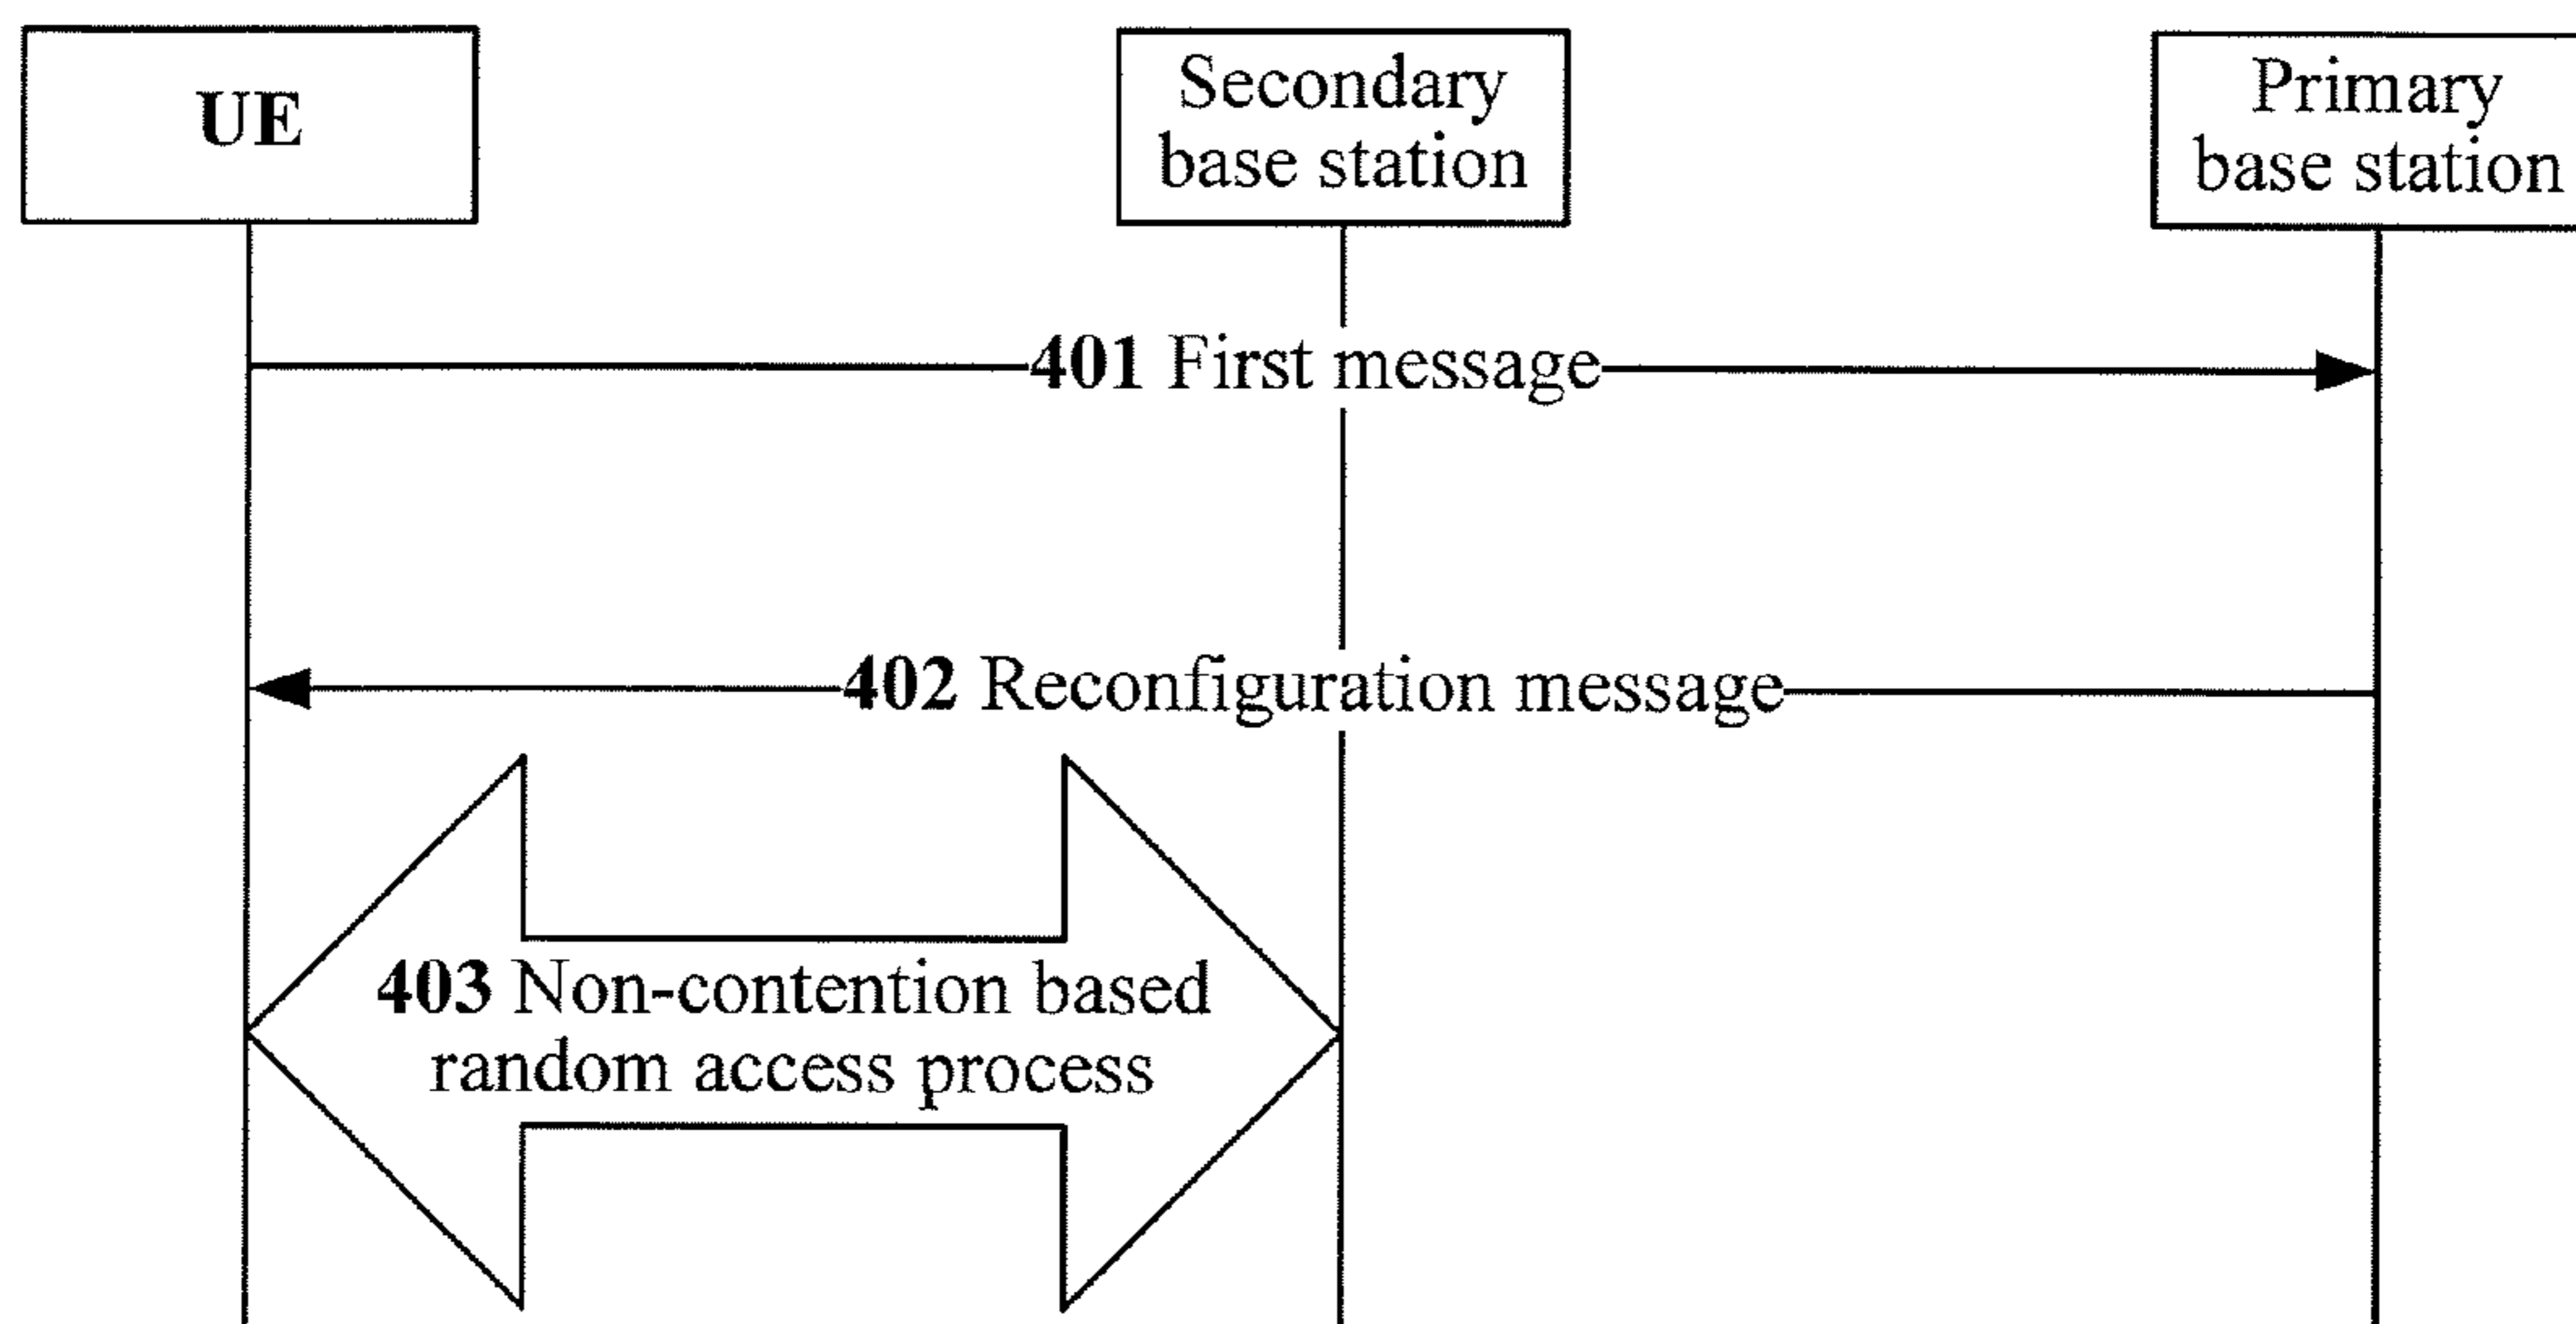 UE
Secondary
base station
Primary
base station
401 First message
402 Reconfiguration message
403 Non-contention based
random access process